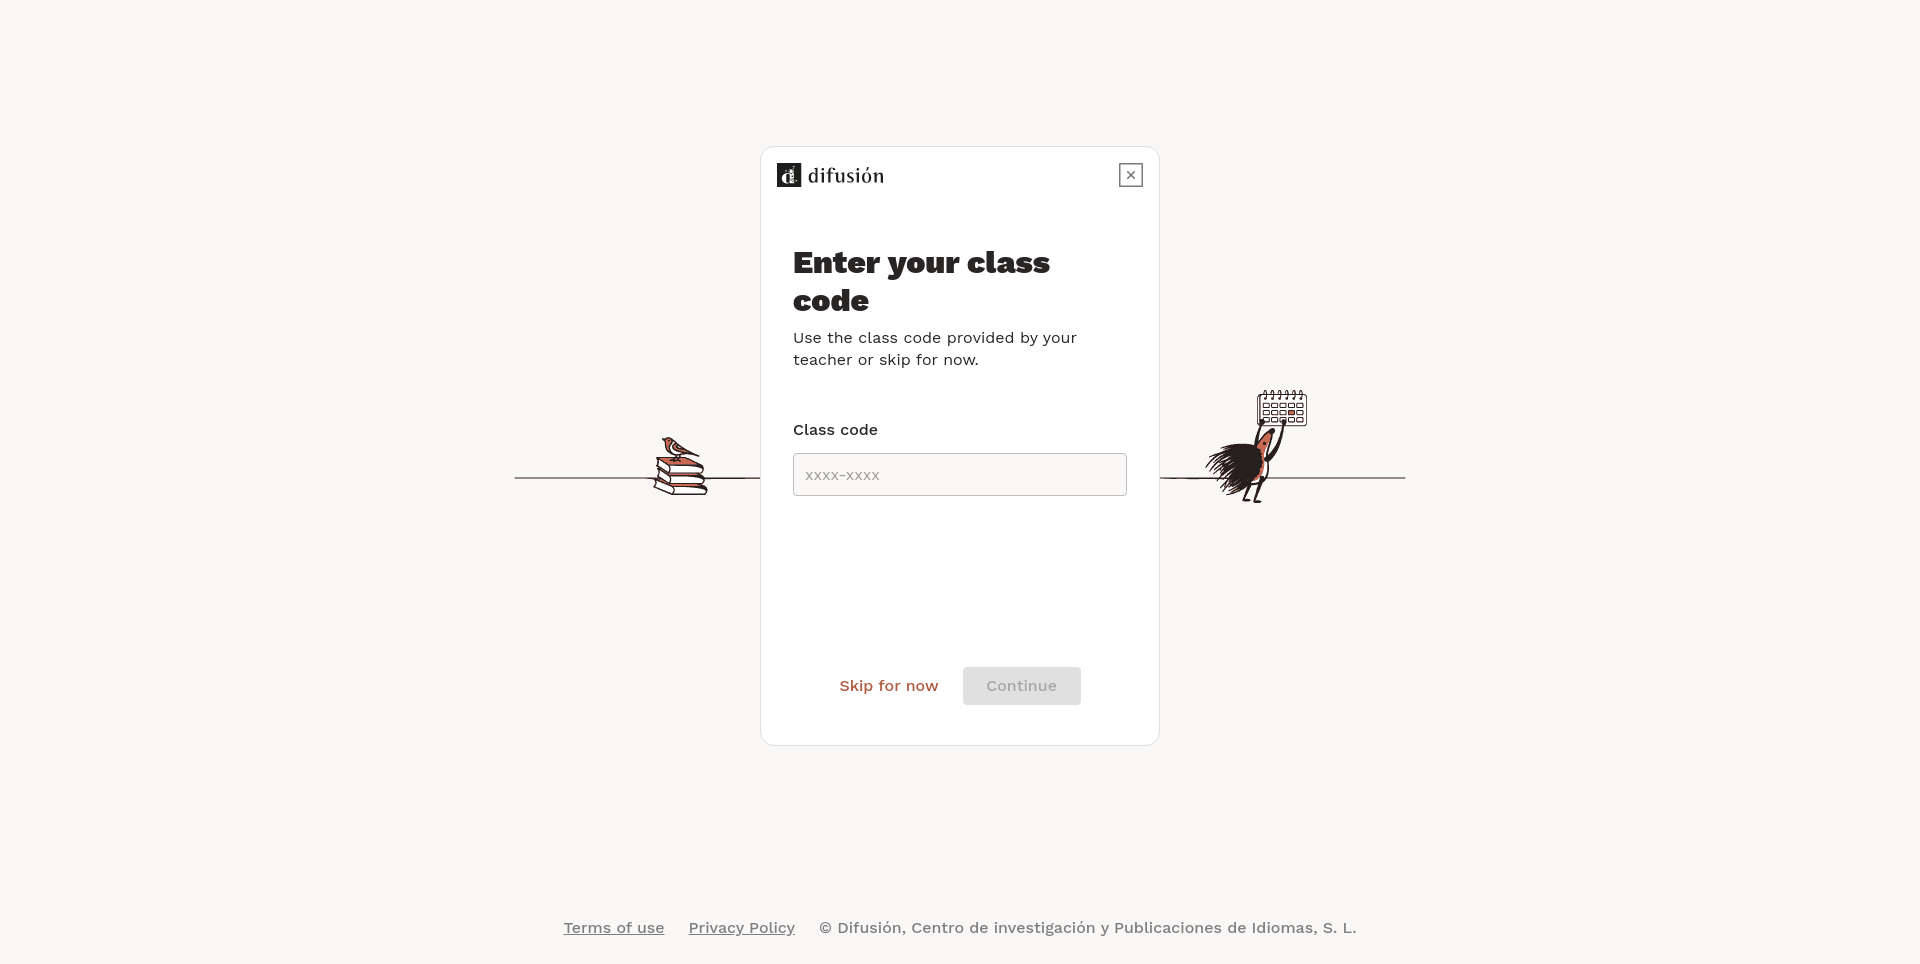 difusión
Enter your class
code
Use the class code provided by your
teacher or skip for now.
Class code
xxxx-xxxx
Skip for now
Continue
Terms of use
Privacy Policy
© Difusión, Centro de investigación y Publicaciones de Idiomas, S. L.